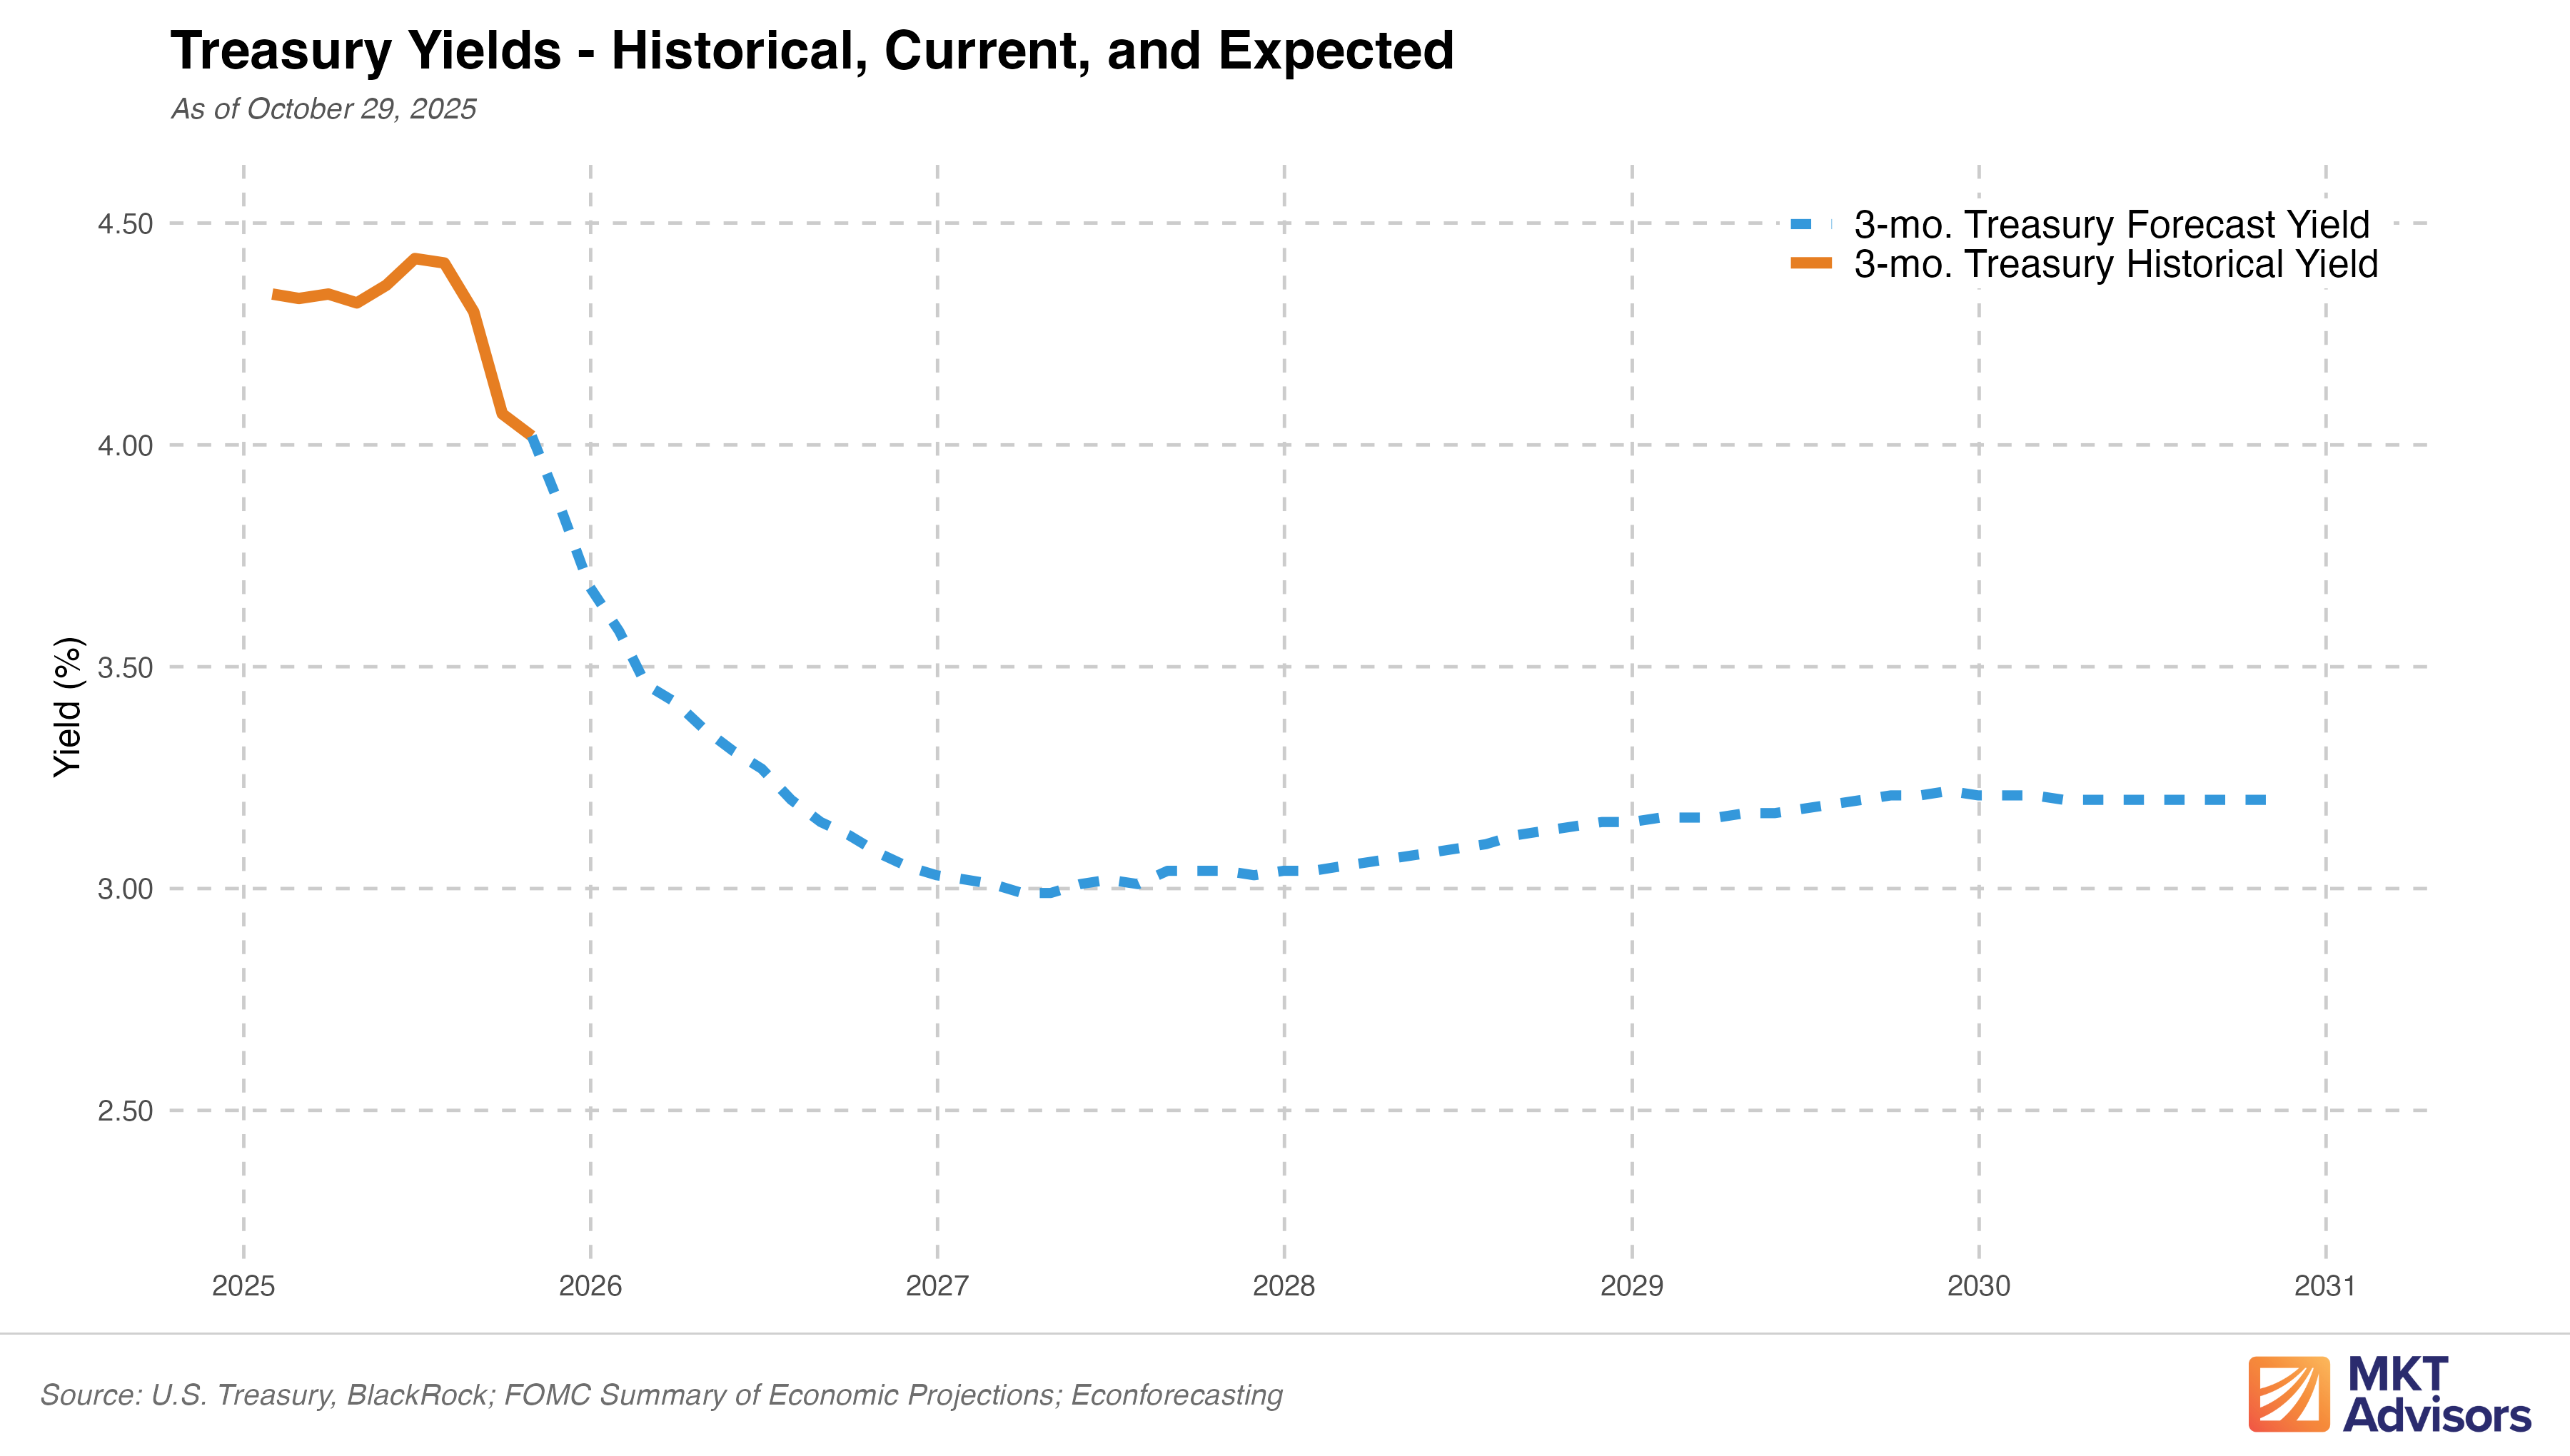 Treasury Yields - Historical, Current, and Expected
As of October 29, 2025
3-mo. Treasury Forecast Yield
3-mo. Treasury Historical Yield
Yield (%)
4.50
4.00
3.50
3.00
2.50
2025 2026 2027 2028 2029 2030 2031
Source: U.S. Treasury, BlackRock; FOMC Summary of Economic Projections; Econforecasting
MKT
Advisors